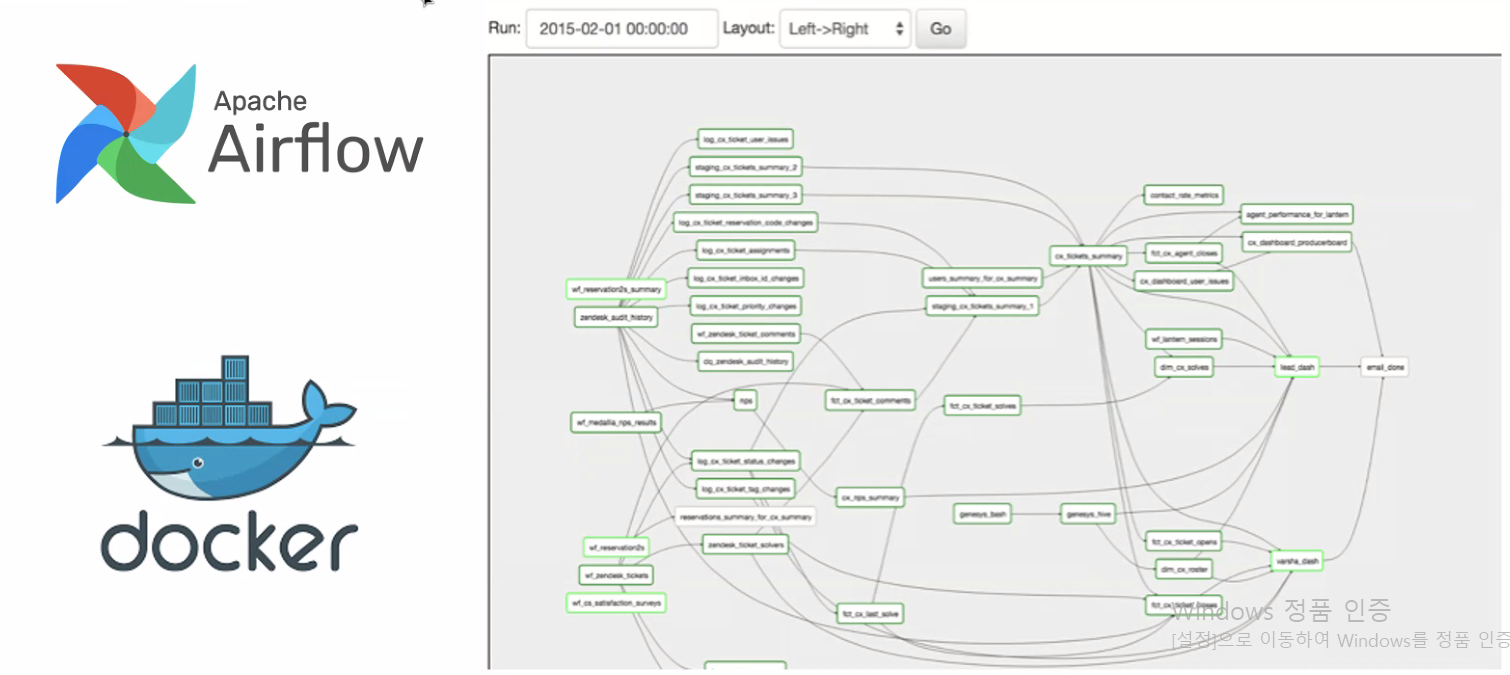 Run: 2015-02-01 00:00:00 Layout: Left->Right Go
Apache
Airflow
docker
log_cx_ticket_user_issues
staging_cx_tickets_summary_2
staging_cx_tickets_summary_3
log_cx_ticket_reservation_code_changes
log_cx_ticket_assignments
log_cx_ticket_inbox_id_changes
log_cx_ticket_priority_changes
wf_zendesk_ticket_comments
dq_zendesk_audit_history
wf_reservation2s_summary
zendesk_audit_history
nps
wf_medallia_nps_results
log_cx_ticket_status_changes
log_cx_ticket_tag_changes
reservations_summary_for_cx_summary
zendesk_ticket_solvers
wf_reservation2s
wf_zendesk_tickets
wf_cs_satisfaction_surveys
fct_cx_ticket_comments
cx_nps_summary
fct_cx_last_solve
users_summary_for_cx_summary
staging_cx_tickets_summary_1
fct_cx_ticket_solves
genesys_bash
genesys_hive
cx_tickets_summary
contact_rate_metrics
agent_performance_for_lantern
cx_dashboard_producerboard
fct_cx_agent_closes
cx_dashboard_user_issues
wf_lantern_sessions
dim_cx_solves
lead_dash
email_done
fct_cx_ticket_opens
dim_cx_roster
varsha_dash
fct_cx_ticket_closes
Windows 정품 인증
[설정]으로 이동하여 Windows를 정품 인증